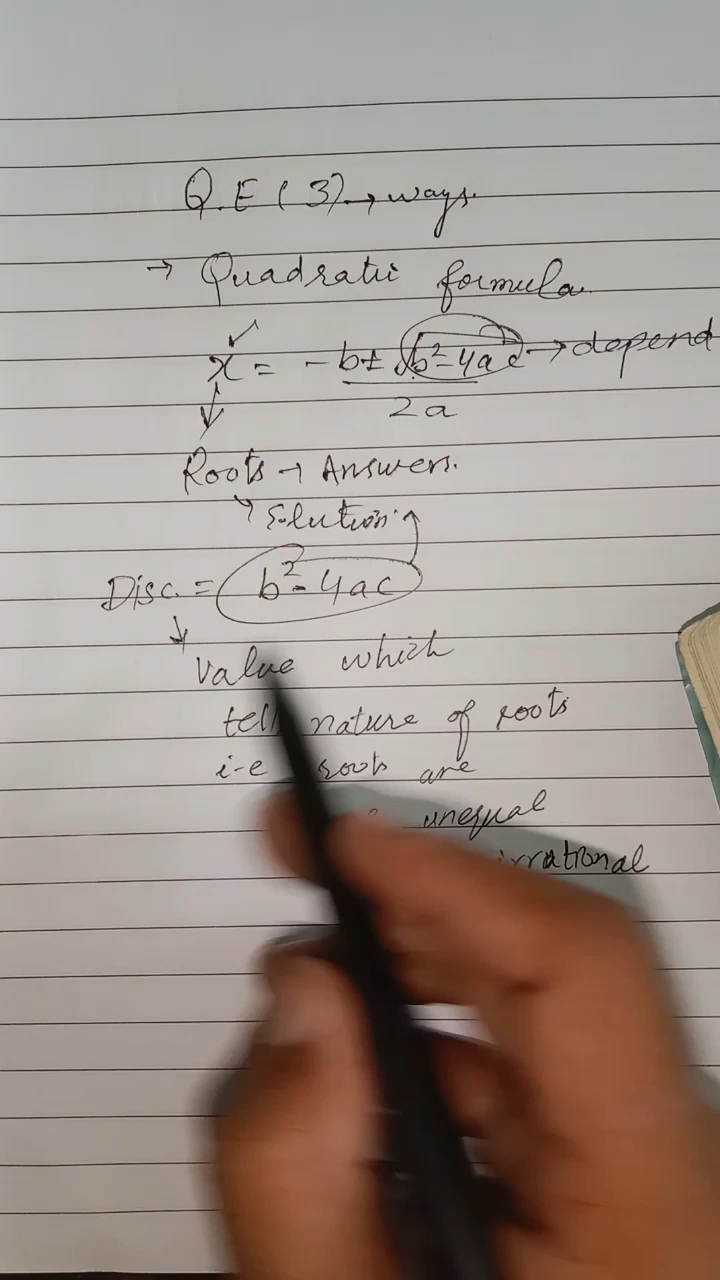 Q.E ( 3) → ways.
→ Quadratic formula.
x = -b ± √b²-4ac → depend
2a
Roots → Answers.
Solution.
Disc. = b²-4ac
Value which
tell nature of roots
i-e roots are
unequal
irrational